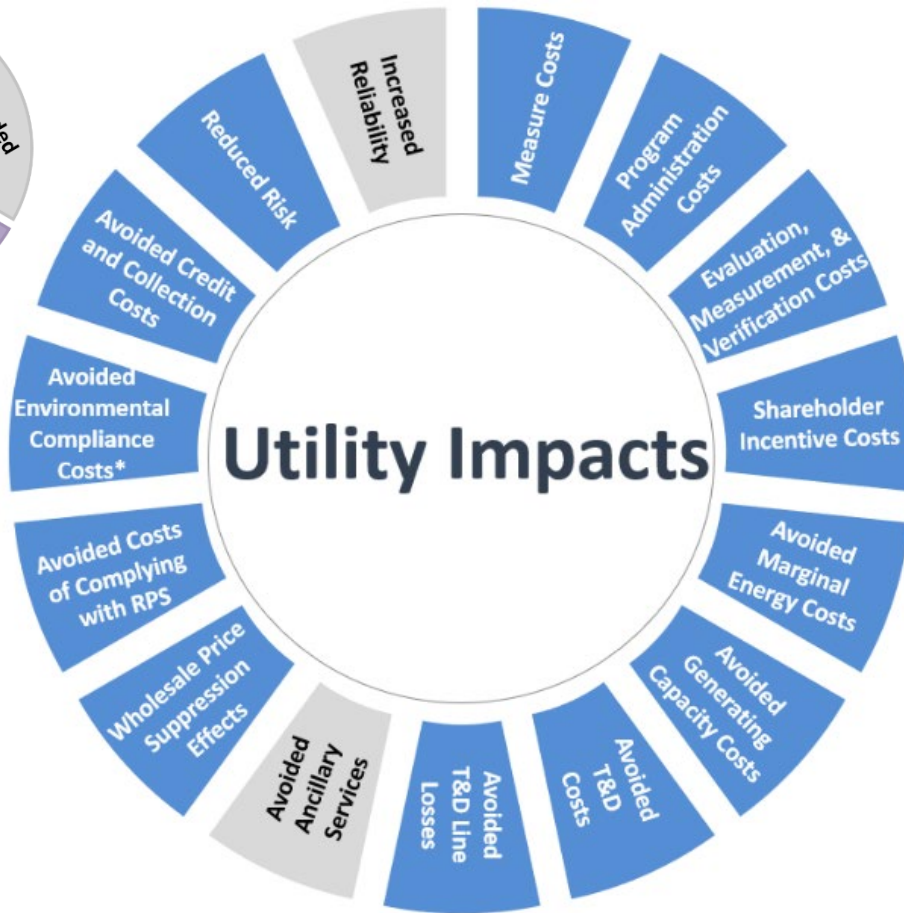 Utility Impacts
Measure Costs
Program
Administration
Costs
Evaluation,
Measurement, &
Verification Costs
Shareholder
Incentive Costs
Avoided
Marginal
Energy Costs
Avoided
Generating
Capacity Costs
Avoided
T&D
Costs
Avoided
T&D Line
Losses
Avoided
Ancillary
Services
Wholesale Price
Suppression
Effects
Avoided Costs
of Complying
with RPS
Avoided
Environmental
Compliance
Costs*
Avoided Credit
and Collection
Costs
Reduced Risk
Increased
Reliability